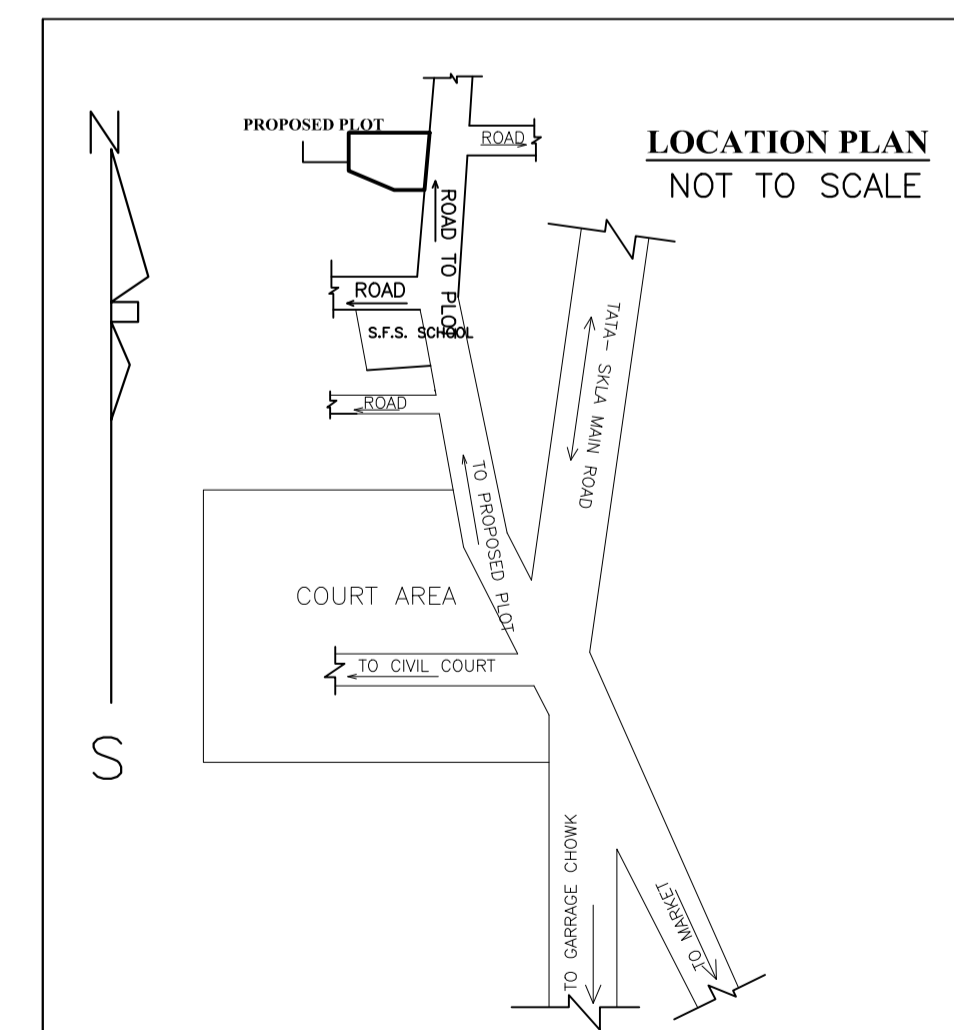 N
PROPOSED PLOT
ROAD
LOCATION PLAN
NOT TO SCALE
ROAD TO PLOT
ROAD
S.F.S. SCHOOL
ROAD
TATA- SKLA MAIN ROAD
TO PROPOSED PLOT
COURT AREA
TO CIVIL COURT
S
TO GARRAGE CHOWK
TO MARKET